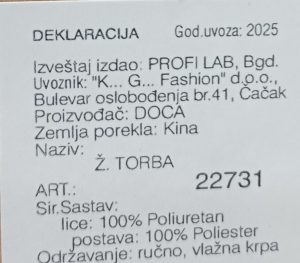 DEKLARACIJA God.uvoza: 2025
Izveštaj izdao: PROFI LAB, Bgd.
Uvoznik: "K... G... Fashion" d.o.o.,
Bulevar oslobođenja br.41, Čačak
Proizvođač: DOCA
Zemlja porekla: Kina
Naziv:
Ž. TORBA
ART.: 22731
Sir.Sastav:
lice: 100% Poliuretan
postava: 100% Poliester
Održavanje: ručno, vlažna krpa